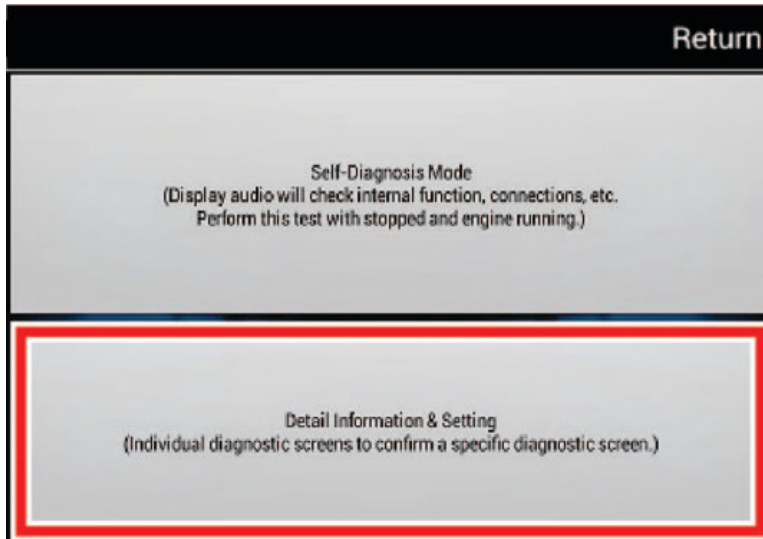 Return
Self-Diagnosis Mode
(Display audio will check internal function, connections, etc.
Perform this test with stopped and engine running.)
Detail Information & Setting
(Individual diagnostic screens to confirm a specific diagnostic screen.)